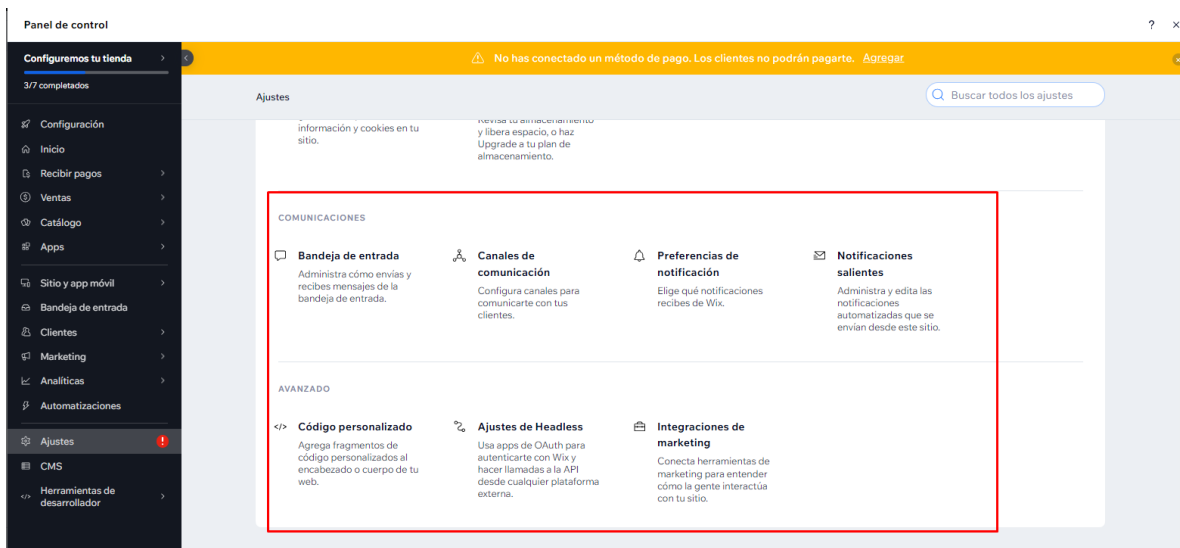 Panel de control
?
×
Configuremos tu tienda
3/7 completados
Configuración
Inicio
Recibir pagos
Ventas
Catálogo
Apps
Sitio y app móvil
Bandeja de entrada
Clientes
Marketing
Analíticas
Automatizaciones
Ajustes
!
CMS
Herramientas de
desarrollador
No has conectado un método de pago. Los clientes no podrán pagarte. Agregar
Ajustes
Buscar todos los ajustes
información y cookies en tu
sitio.
Revisa tu almacenamiento
y libera espacio, o haz
Upgrade a tu plan de
almacenamiento.
COMUNICACIONES
Bandeja de entrada
Administra cómo envías y
recibes mensajes de la
bandeja de entrada.
Canales de
comunicación
Configura canales para
comunicarte con tus
clientes.
Preferencias de
notificación
Elige qué notificaciones
recibes de Wix.
Notificaciones
salientes
Administra y edita las
notificaciones
automatizadas que se
envían desde este sitio.
AVANZADO
Código personalizado
Agrega fragmentos de
código personalizados al
encabezado o cuerpo de tu
web.
Ajustes de Headless
Usa apps de OAuth para
autenticarte con Wix y
hacer llamadas a la API
desde cualquier plataforma
externa.
Integraciones de
marketing
Conecta herramientas de
marketing para entender
cómo la gente interactúa
con tu sitio.